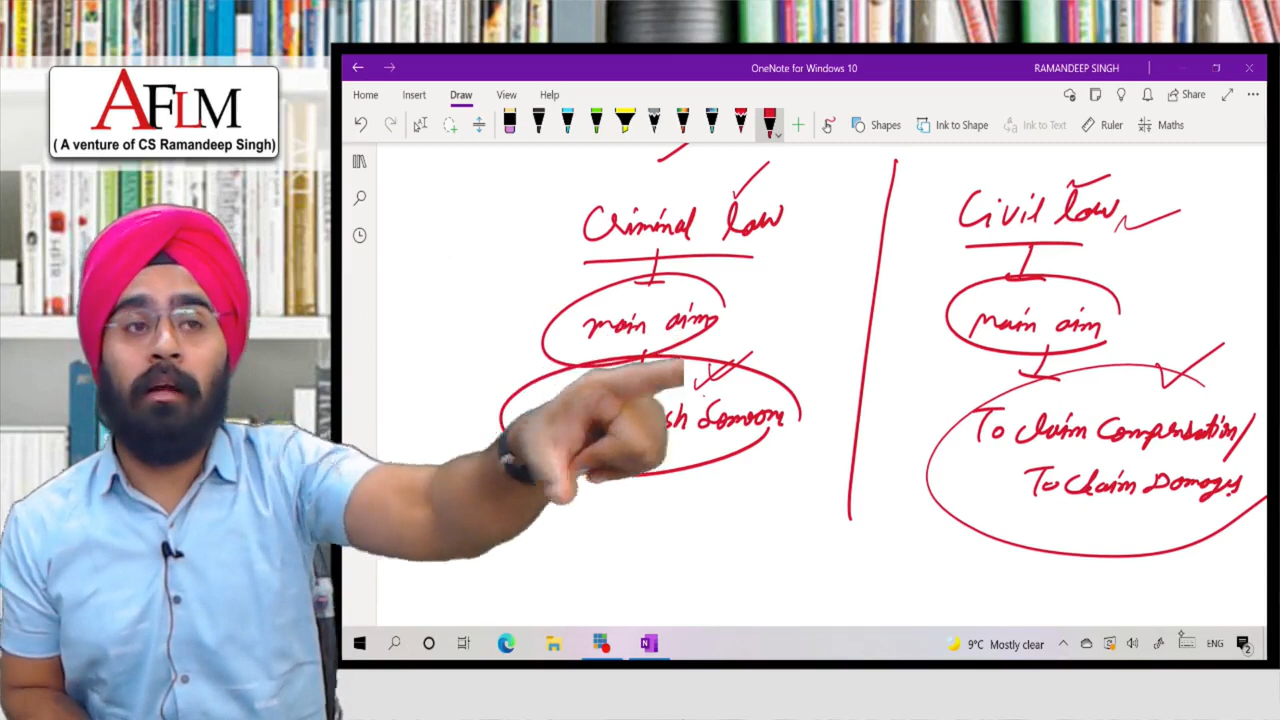 AFLM
( A venture of CS Ramandeep Singh)
OneNote for Windows 10
RAMANDEEP SINGH
Home
Insert
Draw
View
Help
Share
Shapes
Ink to Shape
Ink to Text
Ruler
Maths
Criminal law
main aim
Someone
Civil law
main aim
To Claim Compensation/
To Claim Damages
9°C Mostly clear
ENG
2